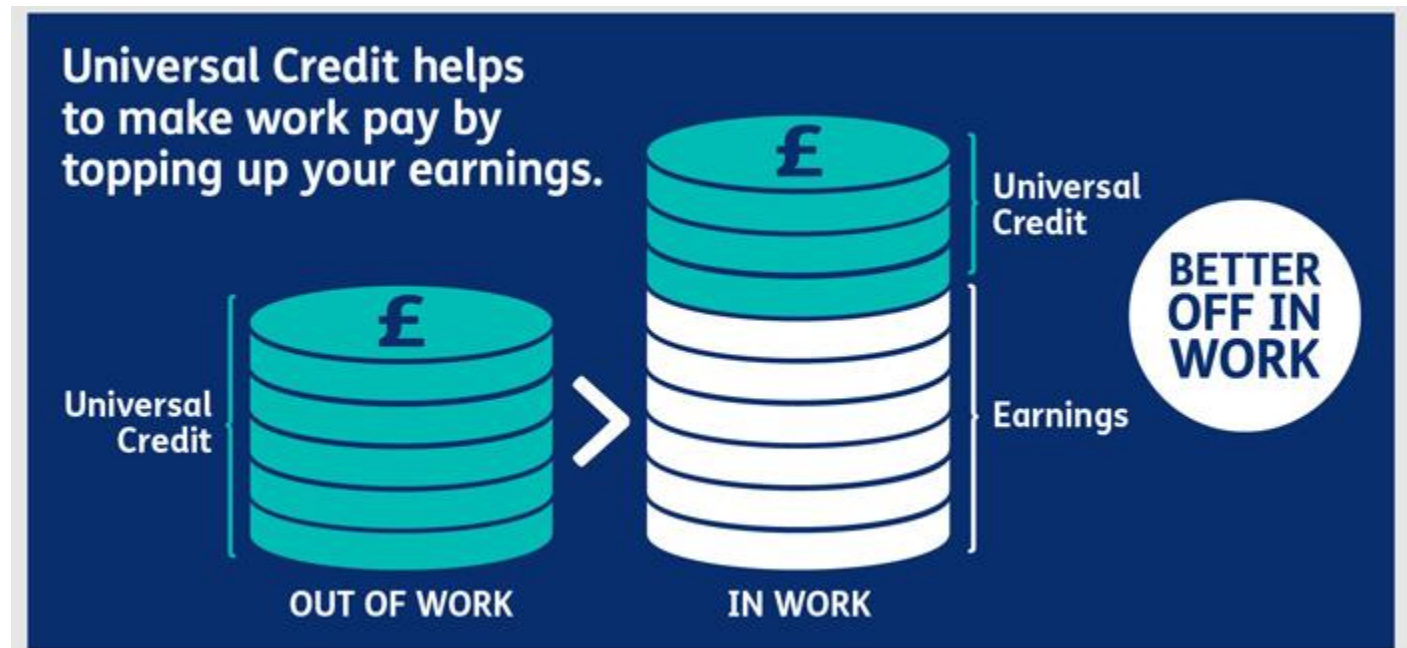 Universal Credit helps
to make work pay by
topping up your earnings.
£
Universal
Credit
OUT OF WORK
>
£
Universal
Credit
Earnings
IN WORK
BETTER
OFF IN
WORK